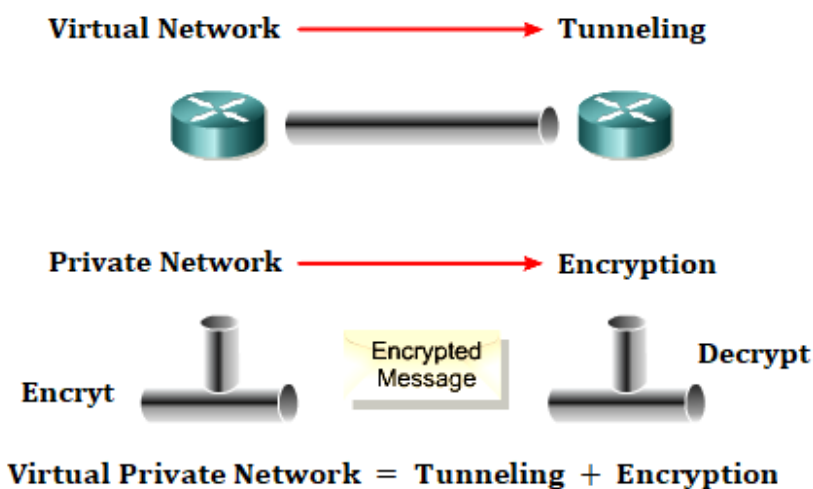 Virtual Network Tunneling
Private Network Encryption
Encrypted
Message
Decrypt
Encryt
Virtual Private Network = Tunneling + Encryption